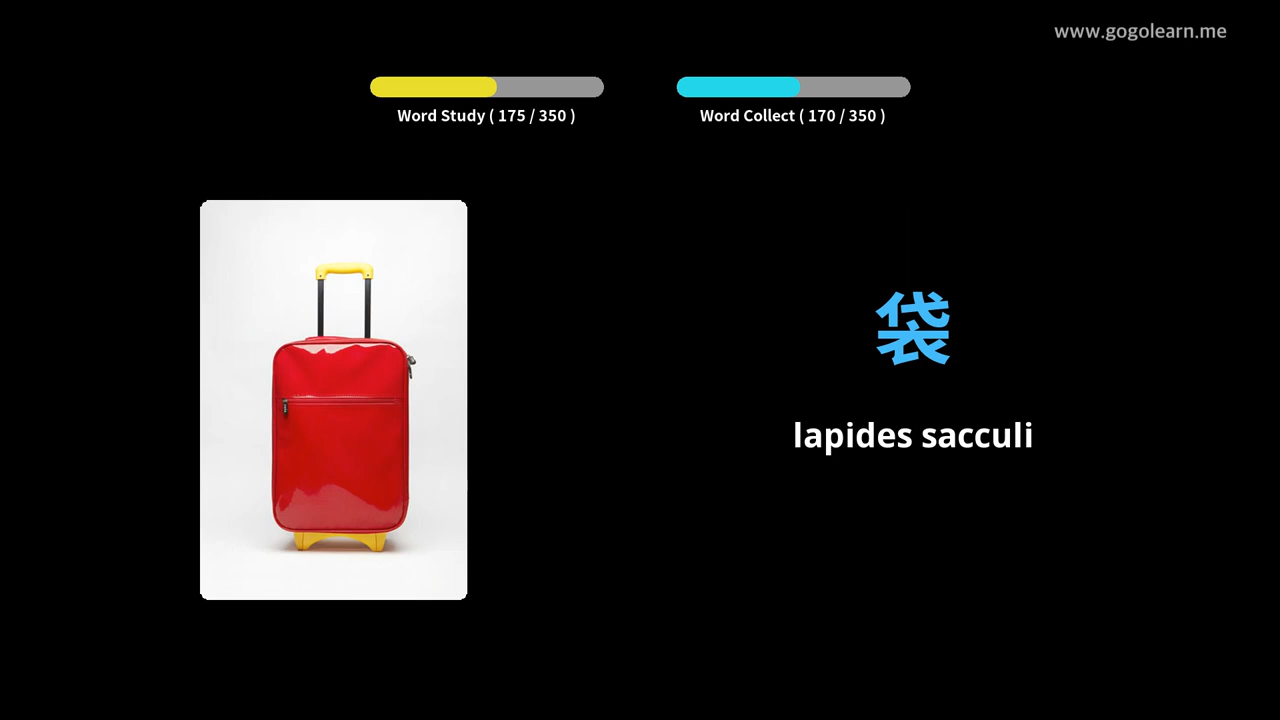 www.gogolearn.me
Word Study ( 175 / 350 )
Word Collect ( 170 / 350 )
袋
lapides sacculi